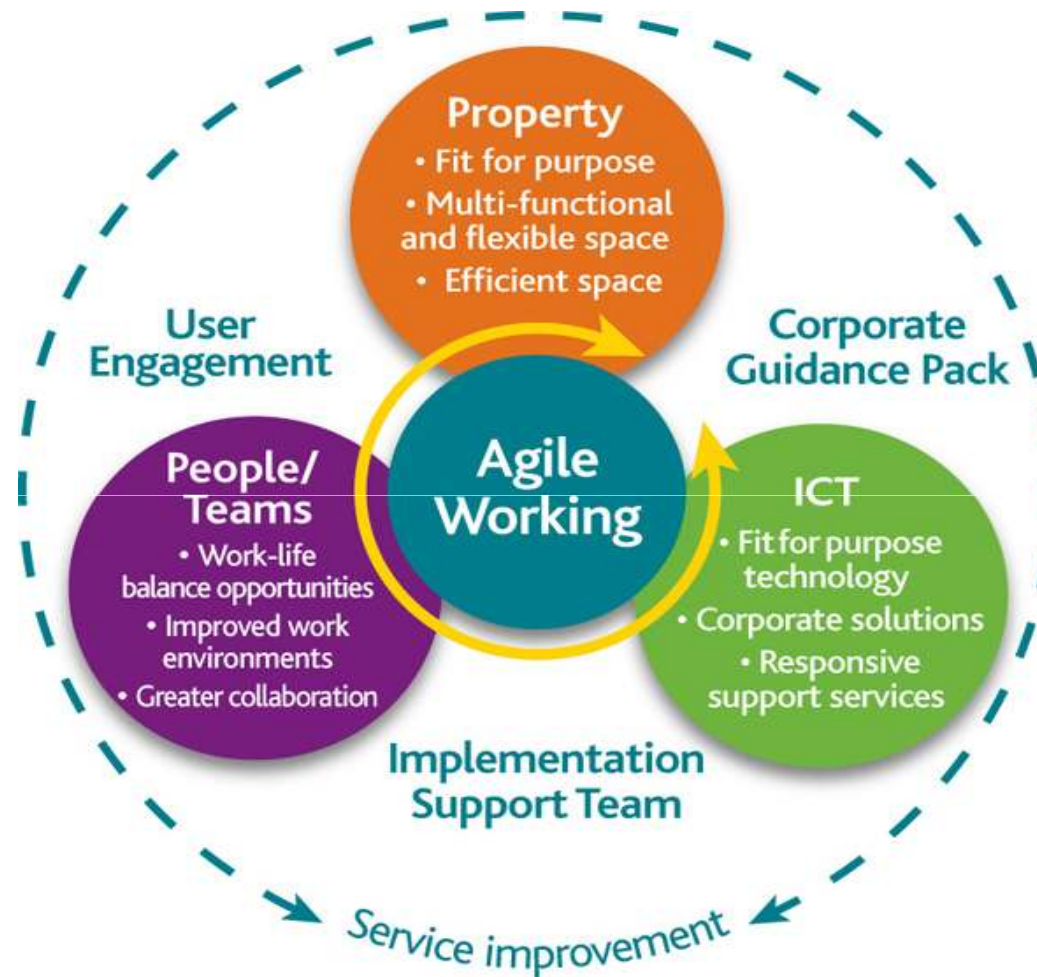 Property
• Fit for purpose
• Multi-functional
and flexible space
• Efficient space
User
Engagement
Corporate
Guidance Pack
Agile
Working
People/
Teams
• Work-life
balance opportunities
• Improved work
environments
• Greater collaboration
ICT
• Fit for purpose
technology
• Corporate solutions
• Responsive
support services
Implementation
Support Team
Service improvement